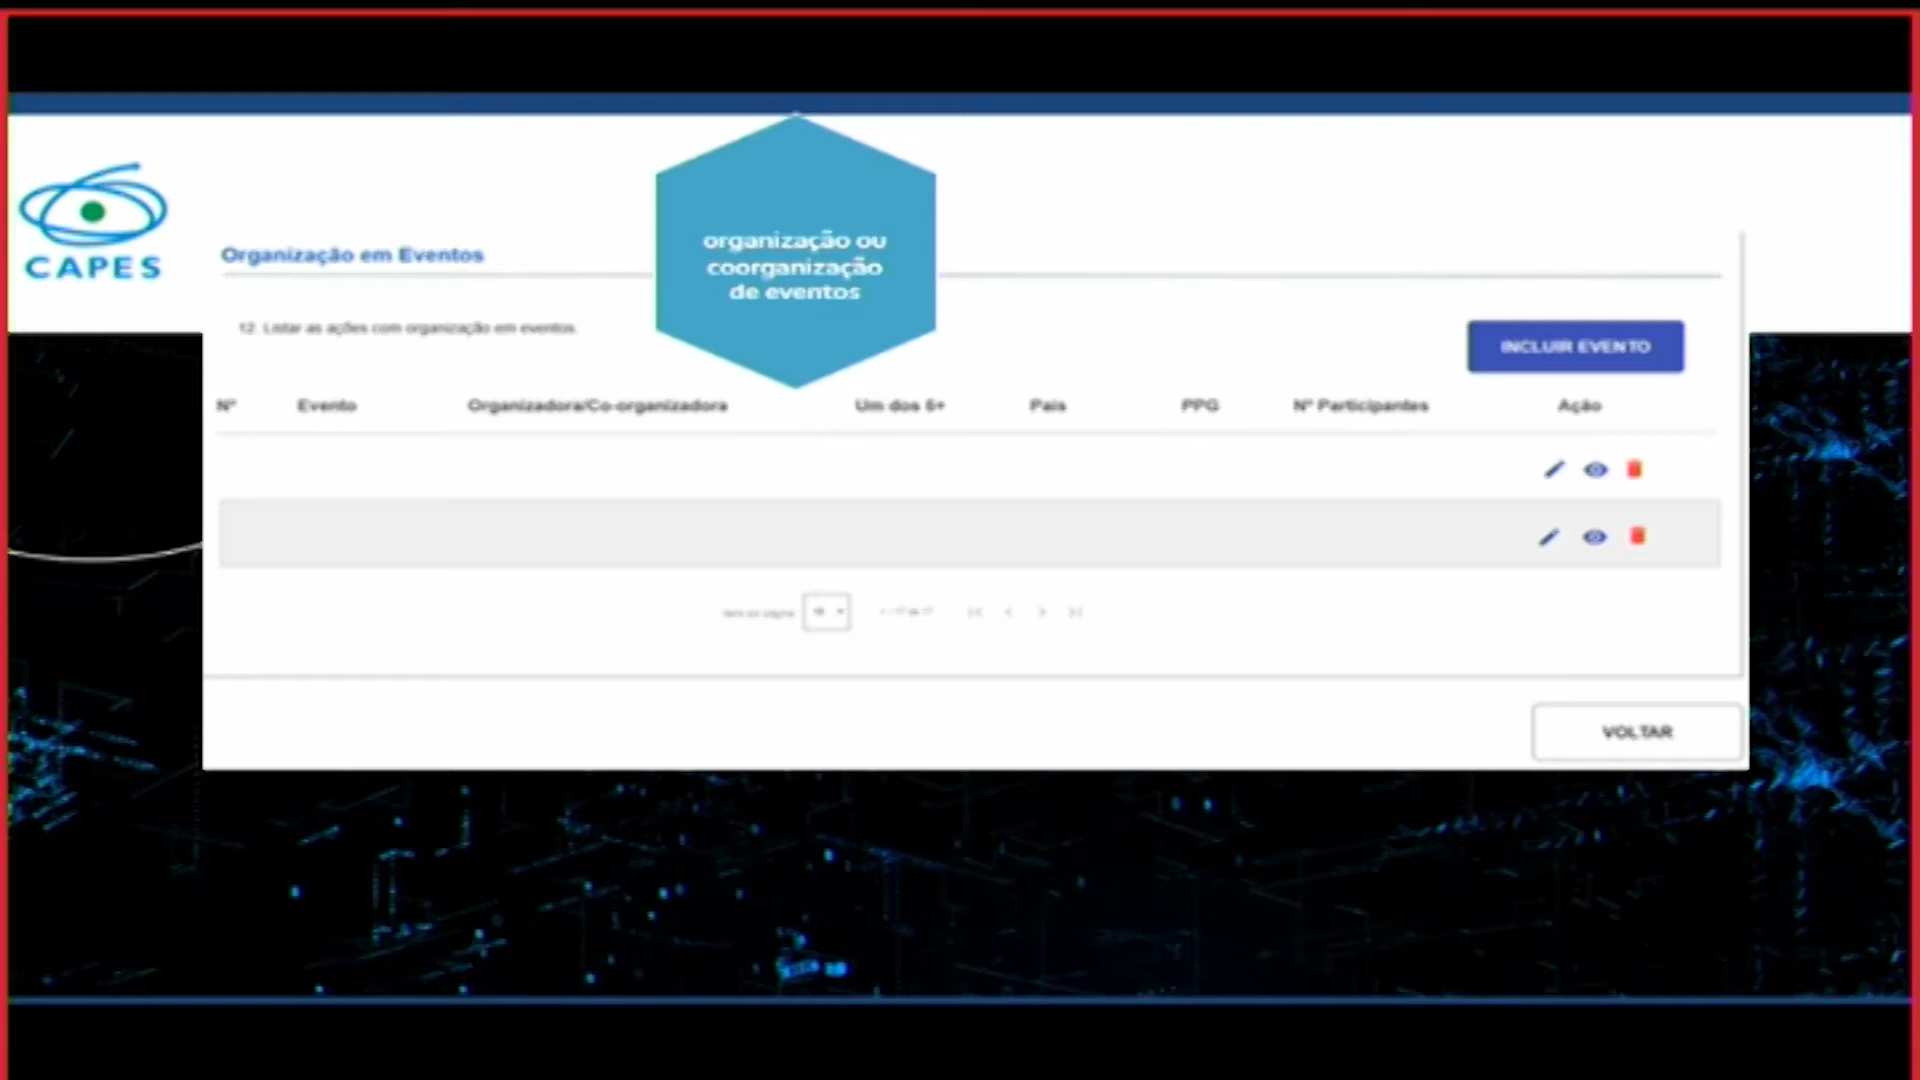 CAPES
organização ou
coorganização
de eventos
Organização em Eventos
12. Listar as ações com organização em eventos.
INCLUIR EVENTO
Nº Evento Organizadora/Co-organizadora Um dos 5+ País PPG Nº Participantes Ação
VOLTAR